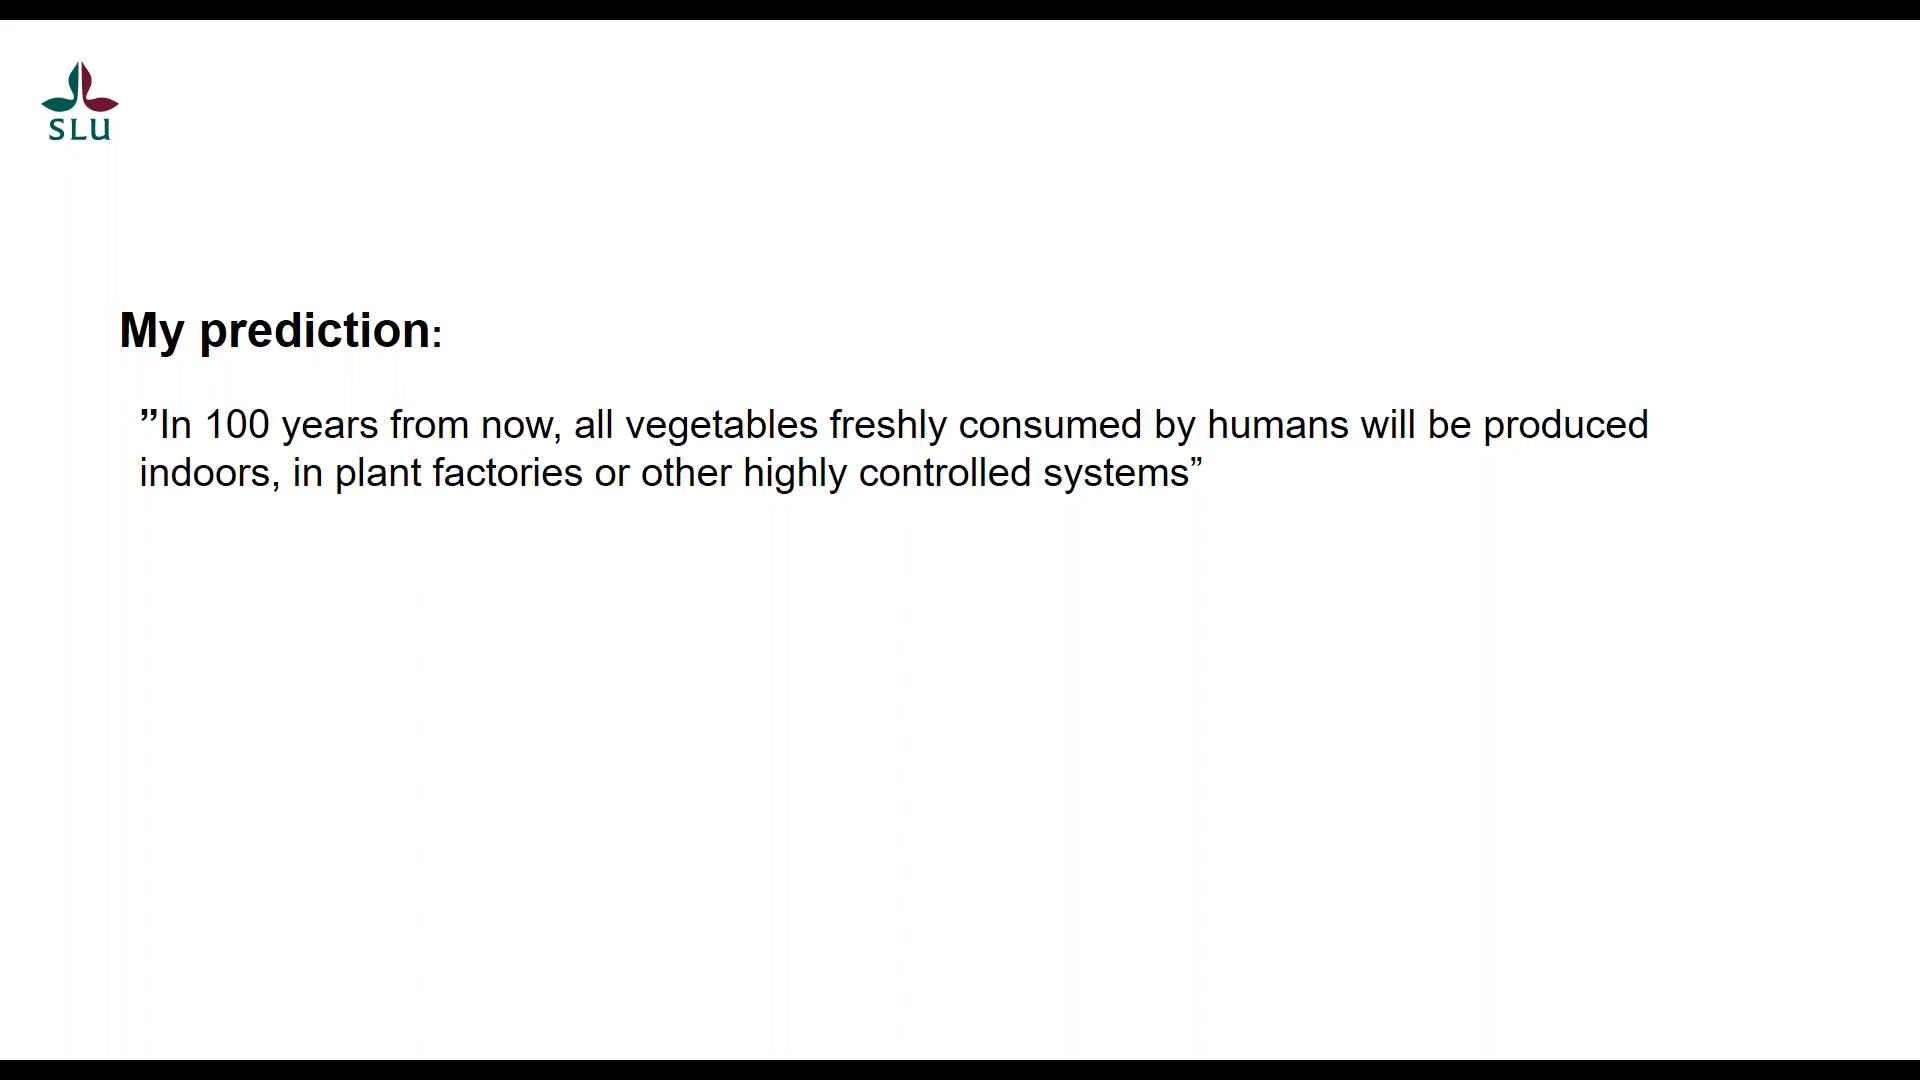 SLU
My prediction:
”In 100 years from now, all vegetables freshly consumed by humans will be produced
indoors, in plant factories or other highly controlled systems”